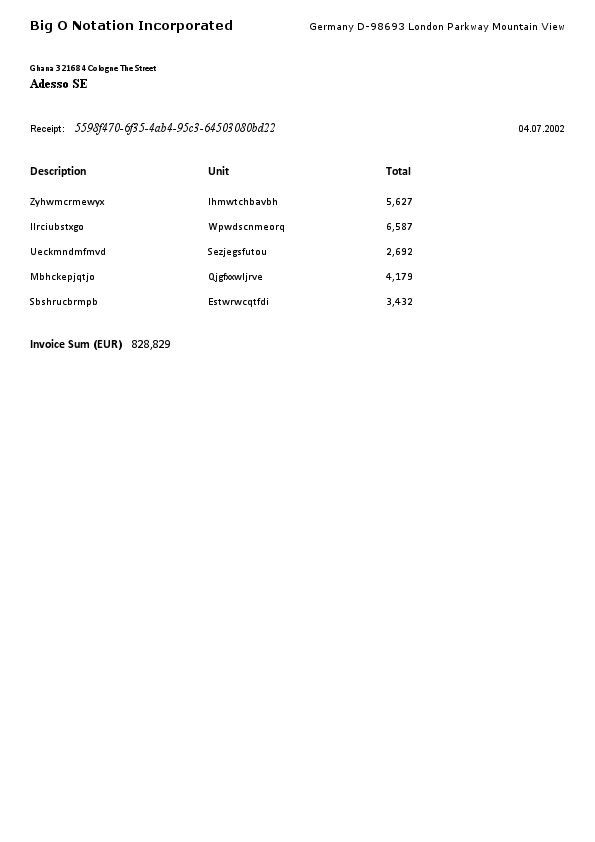 Big O Notation Incorporated Germany D-98693 London Parkway Mountain View
Ghana 321684 Cologne The Street
Adesso SE
Receipt: 5598f470-6f35-4ab4-95c3-64503080bd22 04.07.2002
Description Unit Total
Zyhwmcrmewyx Ihmwtchbavbh 5,627
Ilrciubstxgo Wpwdscnmeorq 6,587
Ueckmndmfmvd Sezjegsfutou 2,692
Mbhckepjqtjo Qjgfxxwljrve 4,179
Sbshrucbrmpb Estwrwcqtfdi 3,432
Invoice Sum (EUR) 828,829